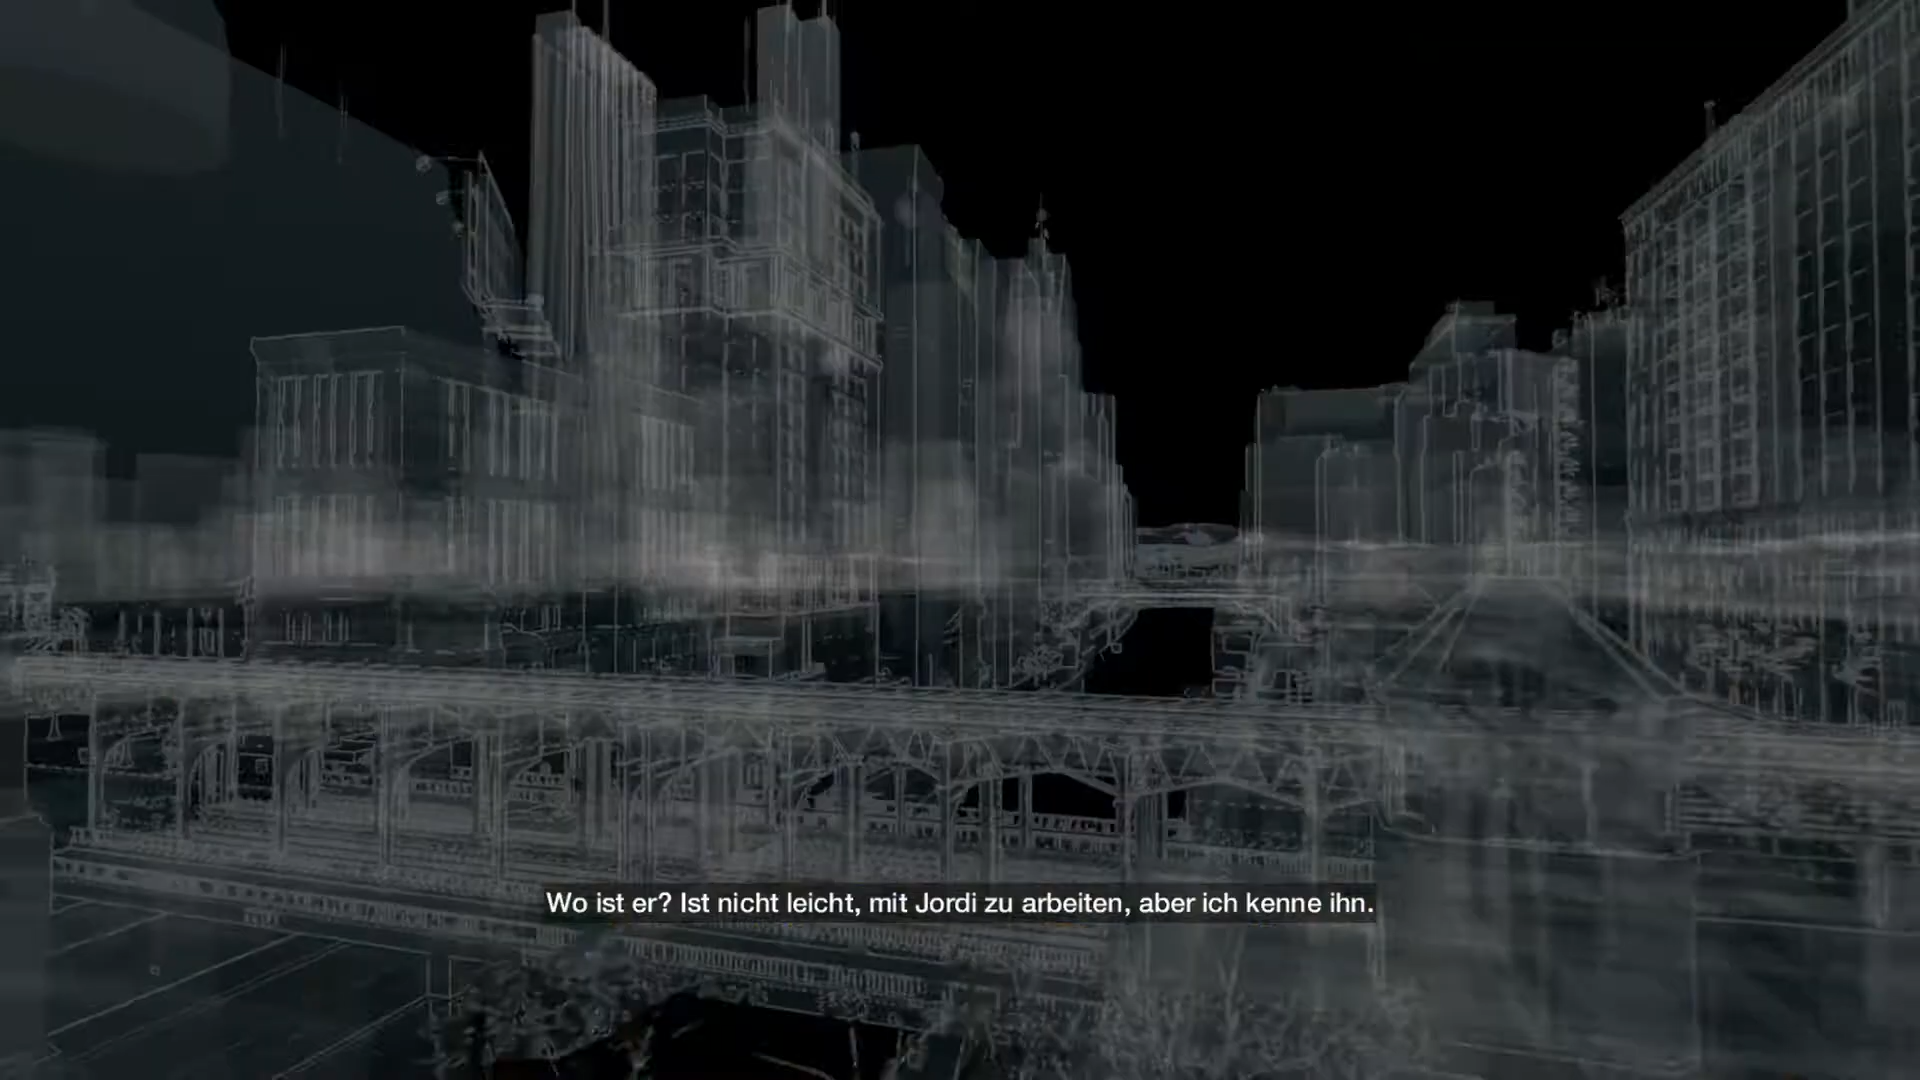 Wo ist er? Ist nicht leicht, mit Jordi zu arbeiten, aber ich kenne ihn.